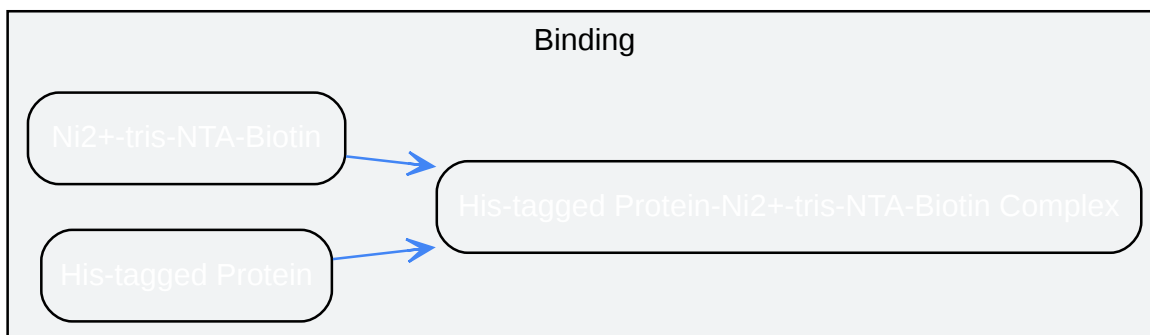 Binding
Ni2+-tris-NTA-Biotin
His-tagged Protein-Ni2+-tris-NTA-Biotin Complex
His-tagged Protein